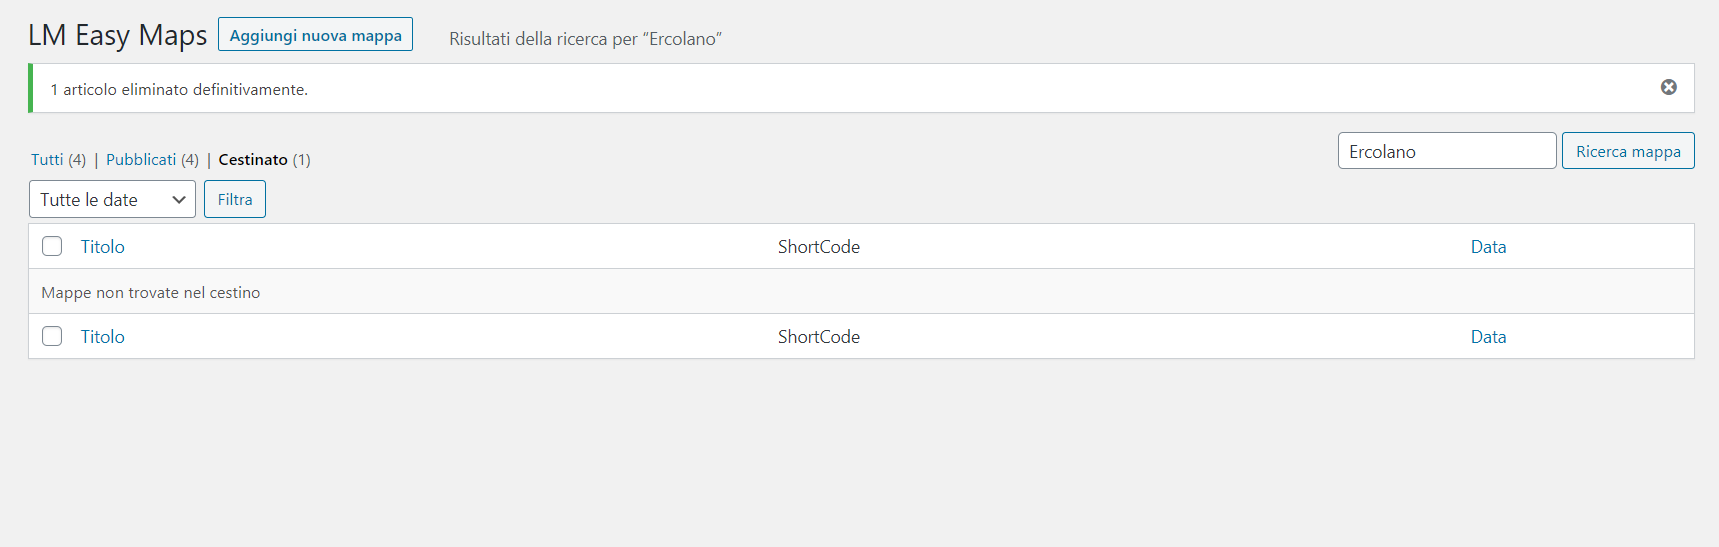 LM Easy Maps Aggiungi nuova mappa Risultati della ricerca per “Ercolano”
1 articolo eliminato definitivamente.
Tutti (4) | Pubblicati (4) | Cestinato (1)
Ercolano Ricerca mappa
Tutte le date Filtra
Titolo ShortCode Data
Mappe non trovate nel cestino
Titolo ShortCode Data